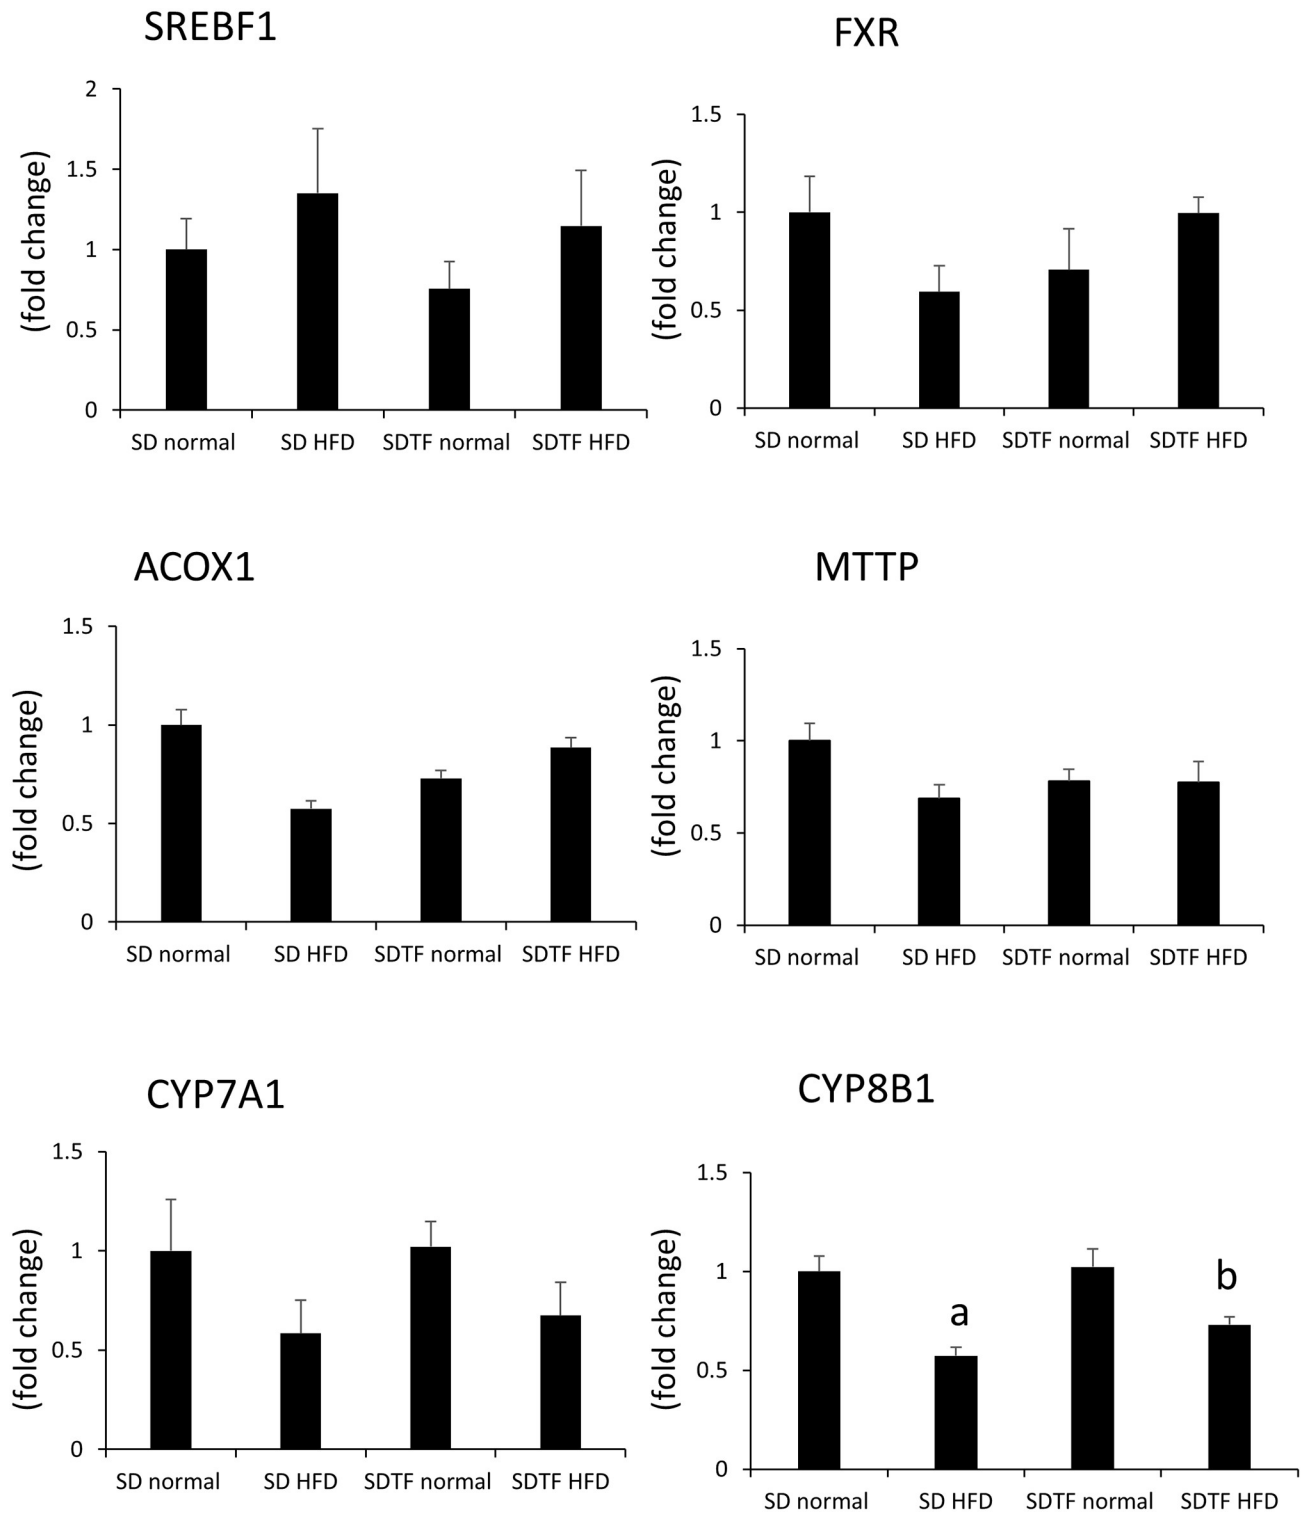 SREBF1
2
1.5
1
0.5
0
(fold change)
SD normal SD HFD SDTF normal SDTF HFD
FXR
1.5
1
0.5
0
(fold change)
SD normal SD HFD SDTF normal SDTF HFD
ACOX1
1.5
1
0.5
0
(fold change)
SD normal SD HFD SDTF normal SDTF HFD
MTTP
1.5
1
0.5
0
(fold change)
SD normal SD HFD SDTF normal SDTF HFD
CYP7A1
1.5
1
0.5
0
(fold change)
SD normal SD HFD SDTF normal SDTF HFD
CYP8B1
1.5
1
0.5
0
(fold change)
a
b
SD normal SD HFD SDTF normal SDTF HFD